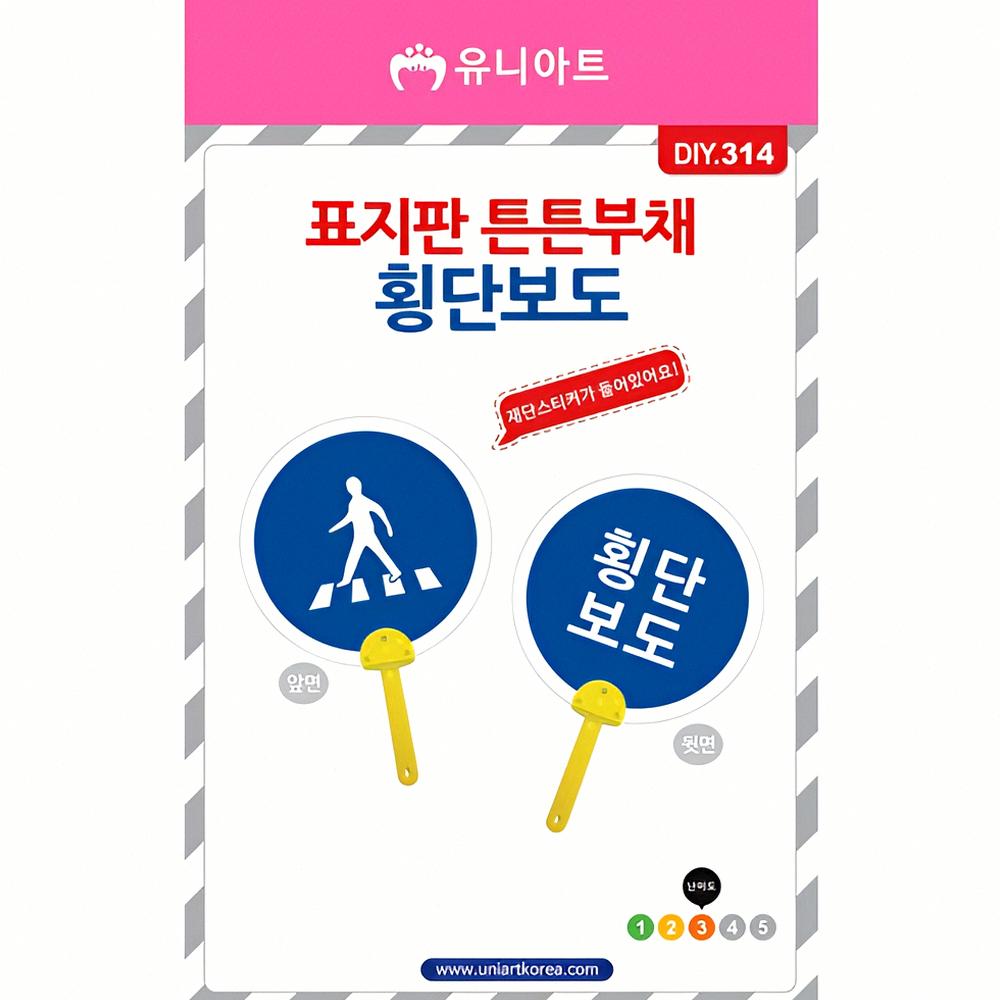 유니아트
DIY.314
표지판 튼튼부채
횡단보도
재단스티커가 들어있어요!
횡단
보도
앞면
뒷면
난이도
1 2 3 4 5
www.uniartkorea.com